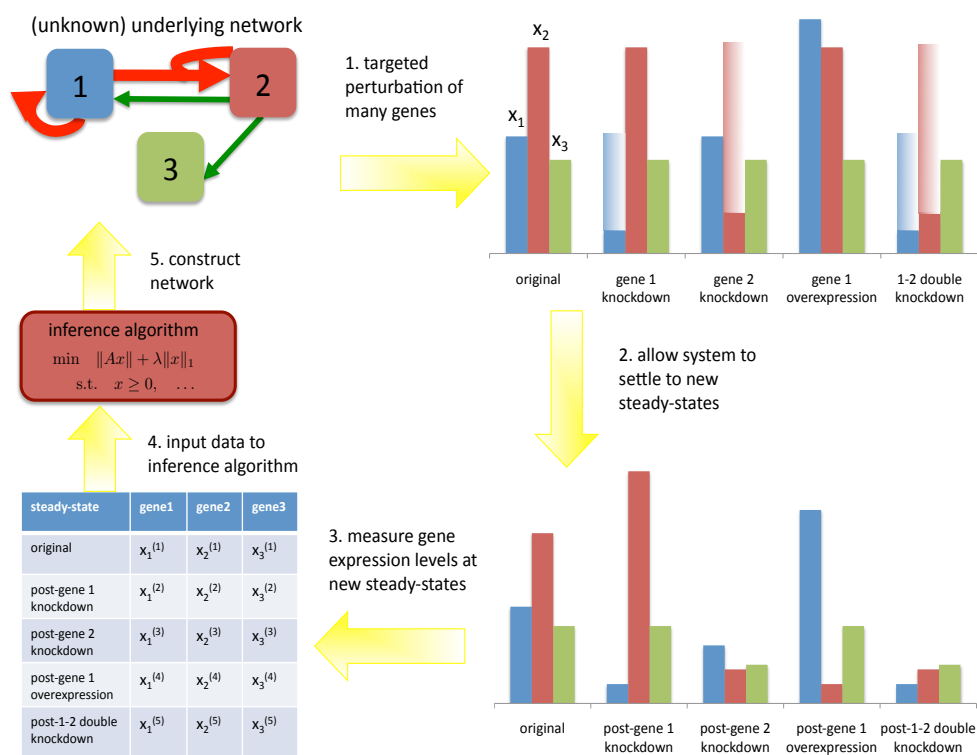 (unknown) underlying network
1
2
3
1. targeted
perturbation of
many genes
x₁
x₂
x₃
original
gene 1
knockdown
gene 2
knockdown
gene 1
overexpression
1-2 double
knockdown
2. allow system to
settle to new
steady-states
original
post-gene 1
knockdown
post-gene 2
knockdown
post-gene 1
overexpression
post-1-2 double
knockdown
3. measure gene
expression levels at
new steady-states
steady-state gene1 gene2 gene3
original x₁⁽¹⁾ x₂⁽¹⁾ x₃⁽¹⁾
post-gene 1
knockdown x₁⁽²⁾ x₂⁽²⁾ x₃⁽²⁾
post-gene 2
knockdown x₁⁽³⁾ x₂⁽³⁾ x₃⁽³⁾
post-gene 1
overexpression x₁⁽⁴⁾ x₂⁽⁴⁾ x₃⁽⁴⁾
post-1-2 double
knockdown x₁⁽⁵⁾ x₂⁽⁵⁾ x₃⁽⁵⁾
4. input data to
inference algorithm
inference algorithm
min ‖Ax‖ + λ‖x‖₁
s.t. x ≥ 0, …
5. construct
network